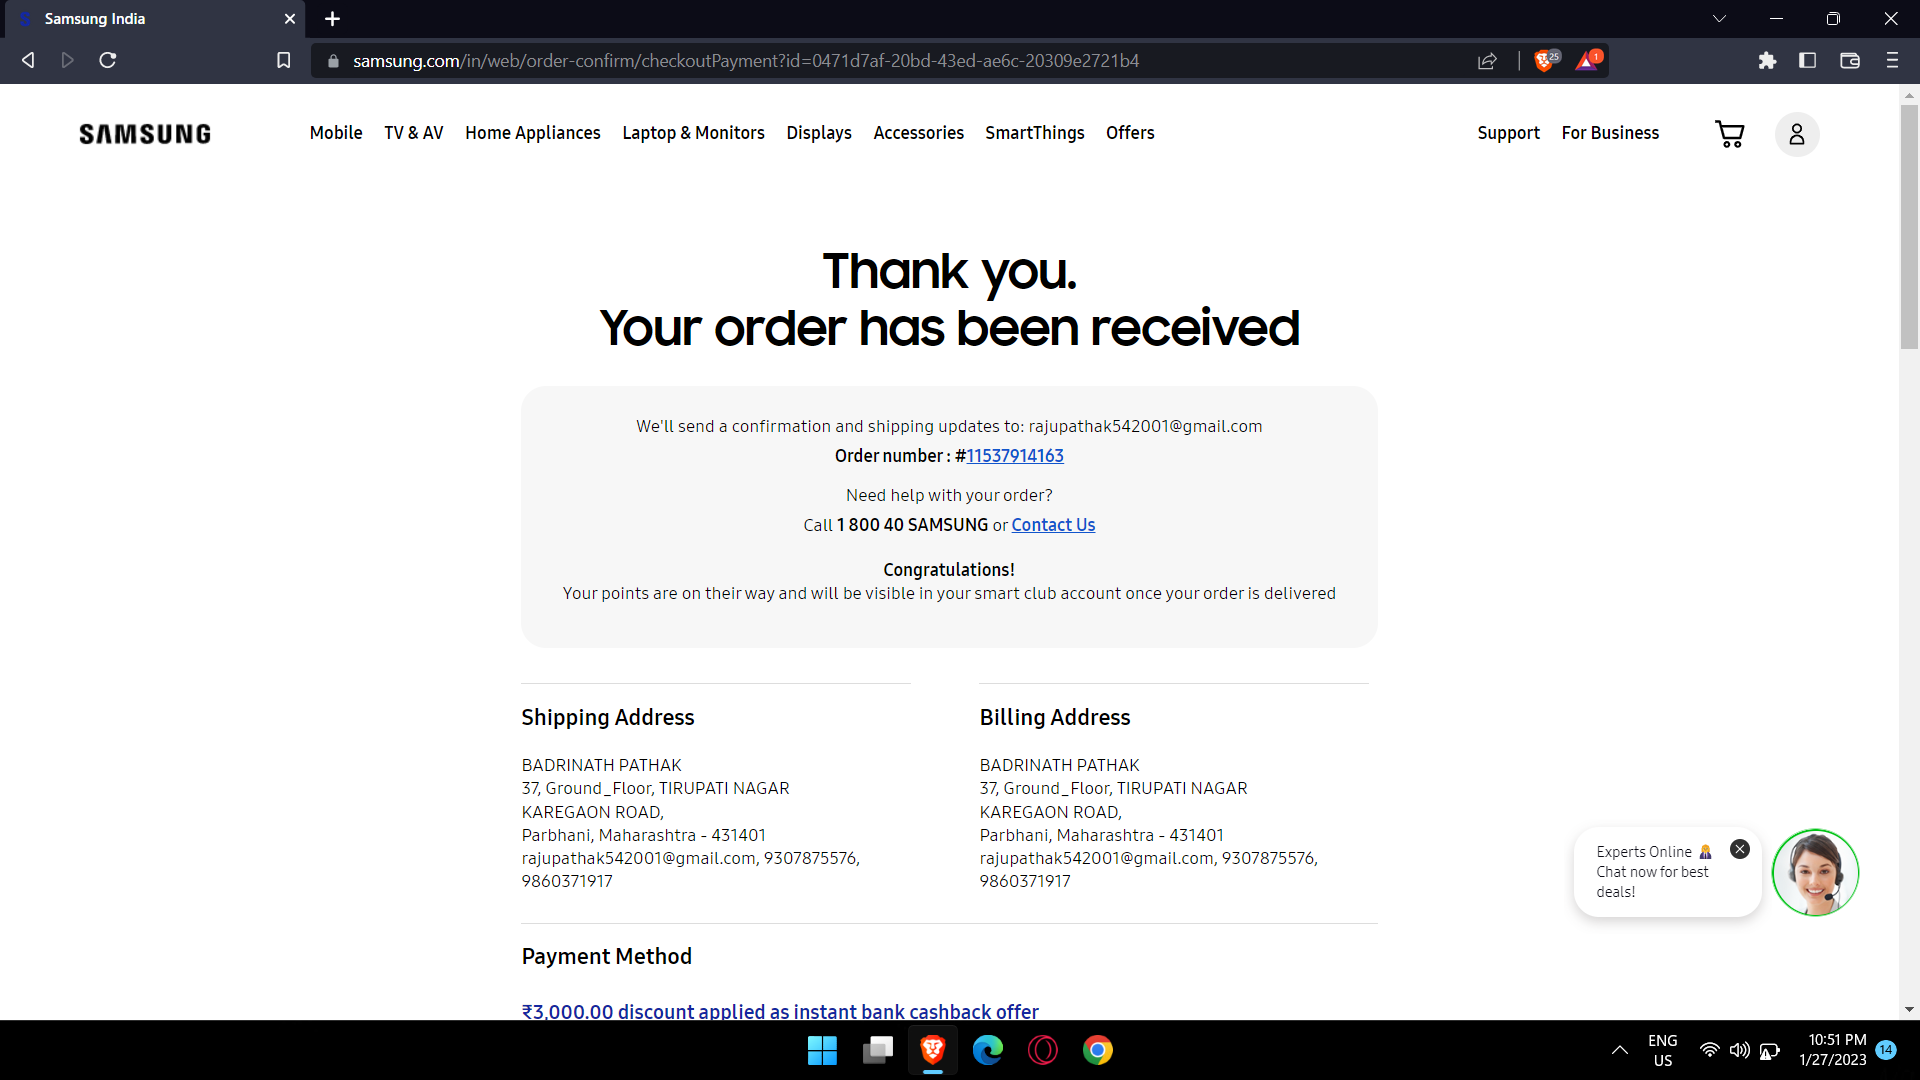 Samsung India
samsung.com/in/web/order-confirm/checkoutPayment?id=0471d7af-20bd-43ed-ae6c-20309e2721b4
25
1
SAMSUNG
Mobile TV & AV Home Appliances Laptop & Monitors Displays Accessories SmartThings Offers Support For Business
Thank you.
Your order has been received
We'll send a confirmation and shipping updates to: rajupathak542001@gmail.com
Order number : #11537914163
Need help with your order?
Call 1 800 40 SAMSUNG or Contact Us
Congratulations!
Your points are on their way and will be visible in your smart club account once your order is delivered
Shipping Address
BADRINATH PATHAK
37, Ground_Floor, TIRUPATI NAGAR
KAREGAON ROAD,
Parbhani, Maharashtra - 431401
rajupathak542001@gmail.com, 9307875576,
9860371917
Billing Address
BADRINATH PATHAK
37, Ground_Floor, TIRUPATI NAGAR
KAREGAON ROAD,
Parbhani, Maharashtra - 431401
rajupathak542001@gmail.com, 9307875576,
9860371917
Experts Online
Chat now for best
deals!
Payment Method
₹3,000.00 discount applied as instant bank cashback offer
ENG
US
10:51 PM
1/27/2023
14